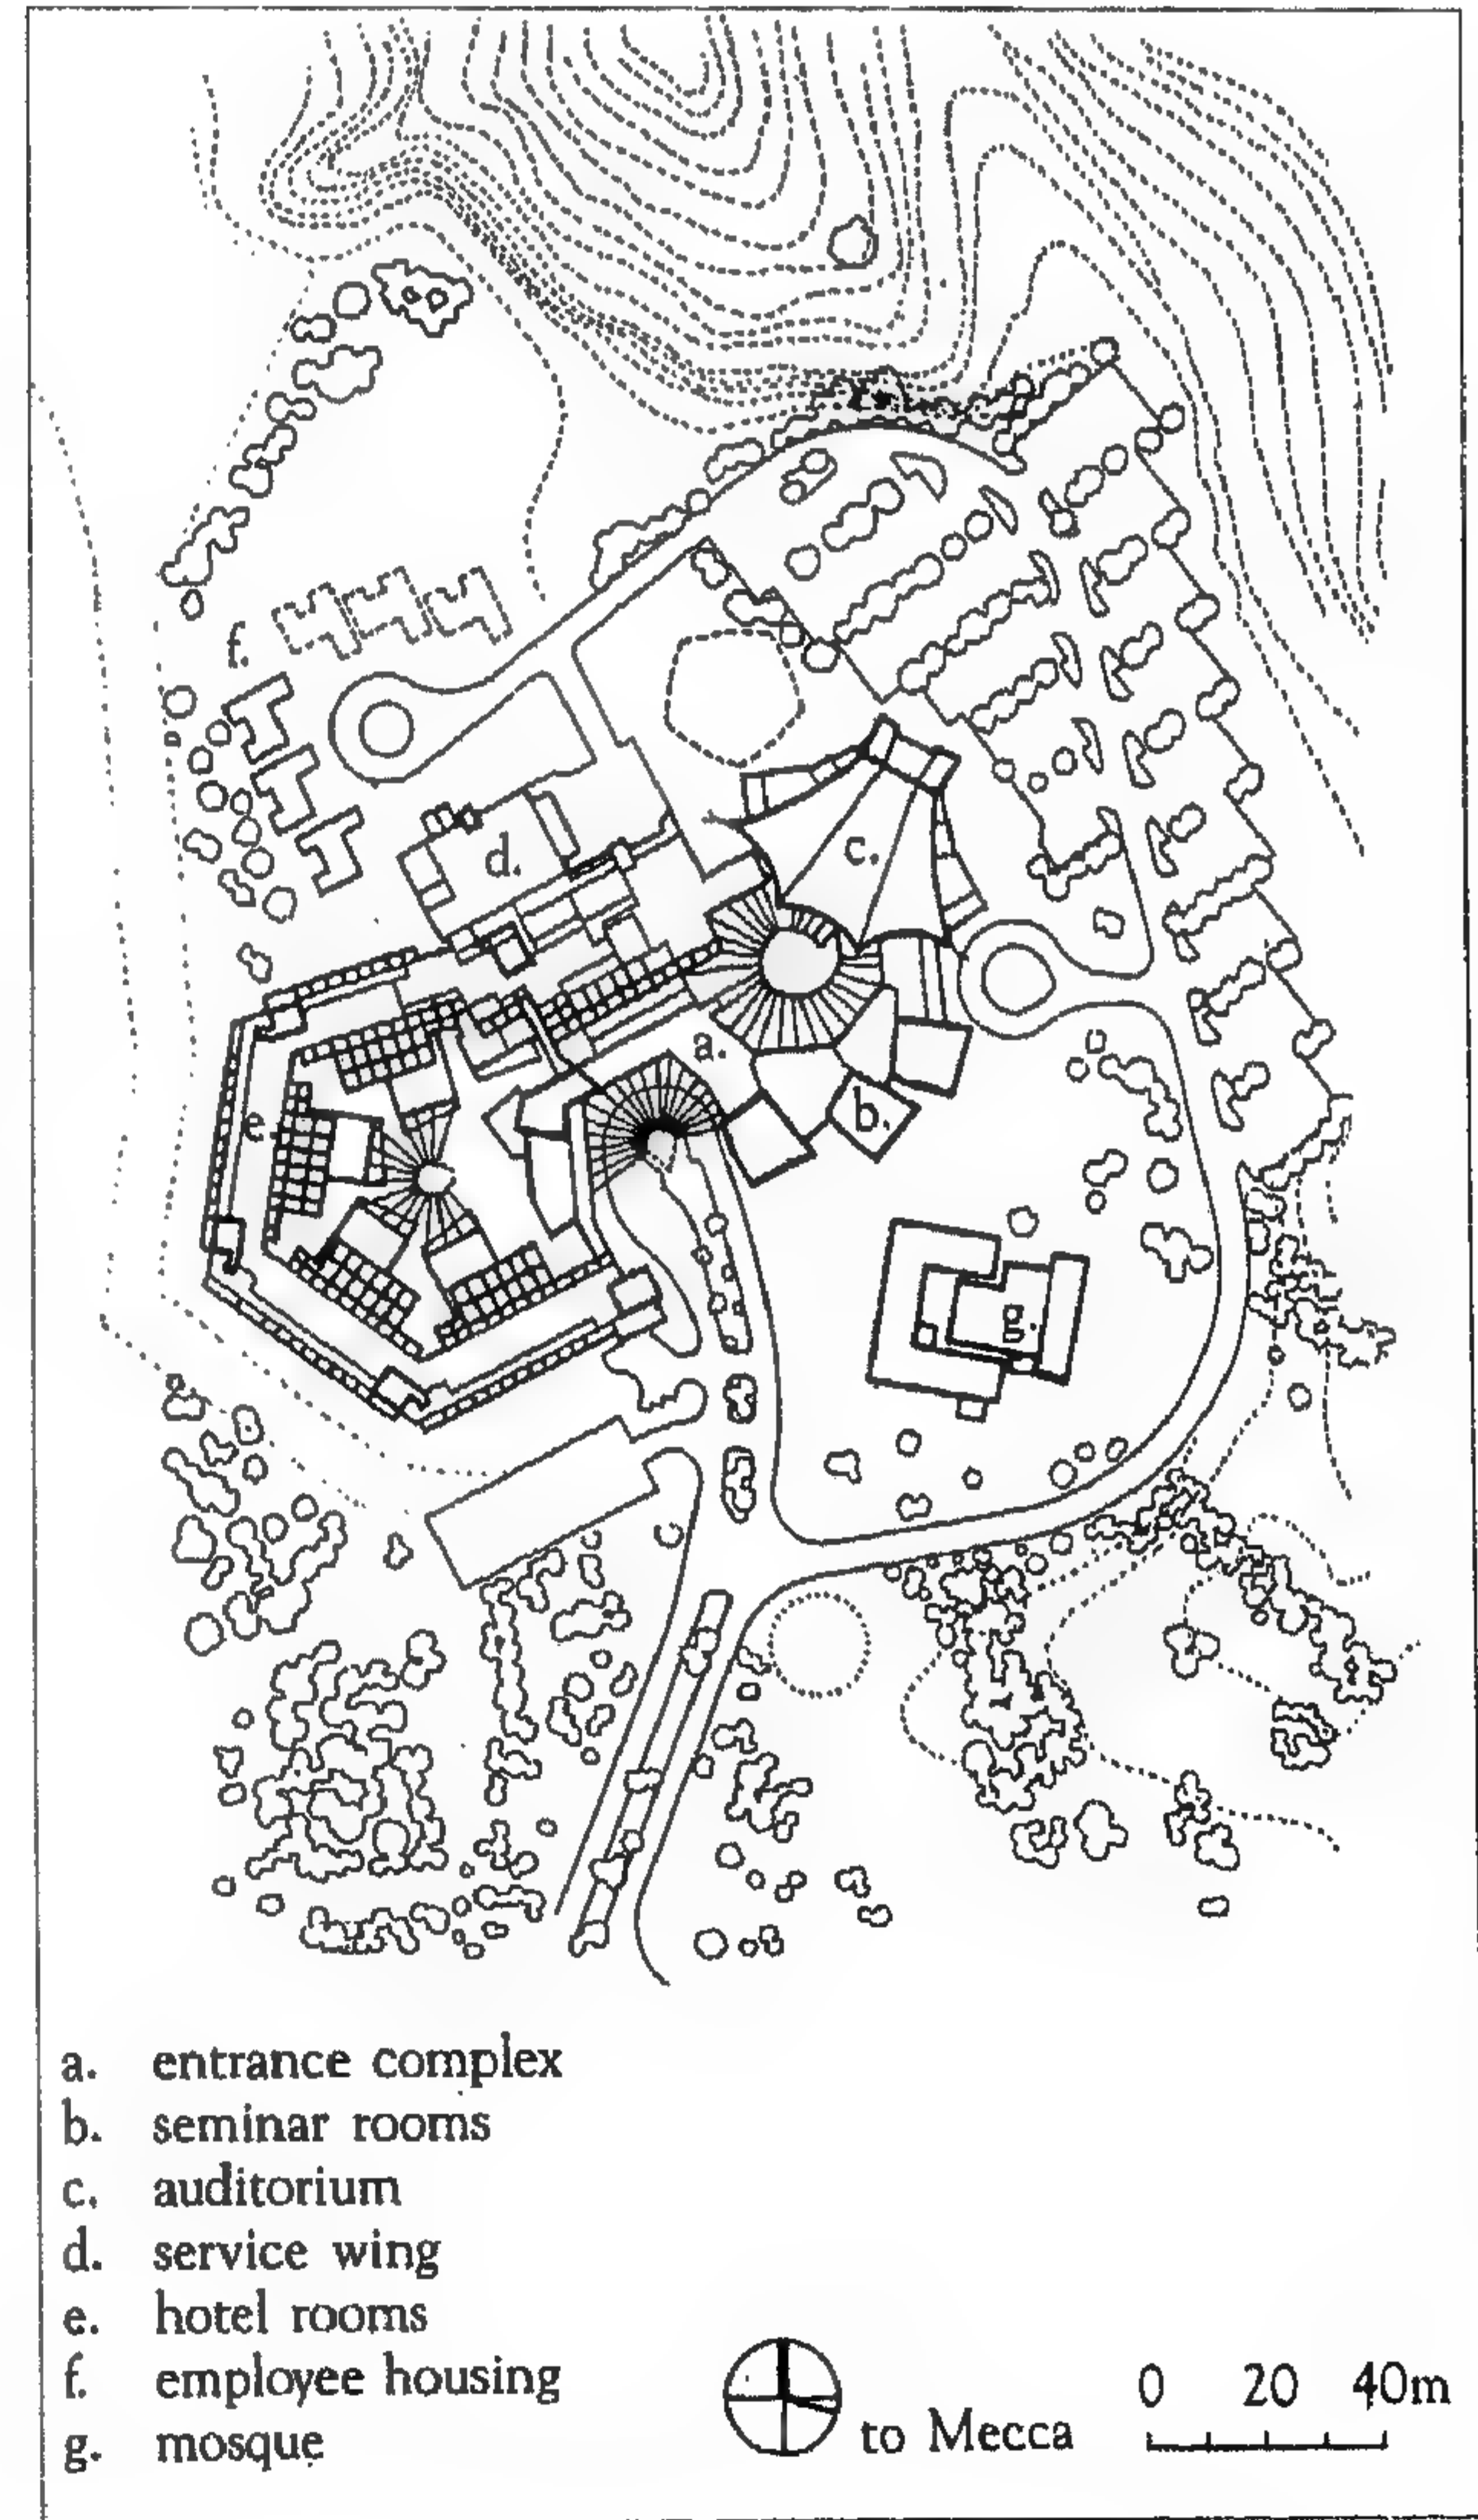 f.
d.
c.
a.
e.
b.
g.
a. entrance complex
b. seminar rooms
c. auditorium
d. service wing
e. hotel rooms
f. employee housing
g. mosque
to Mecca
0 20 40m